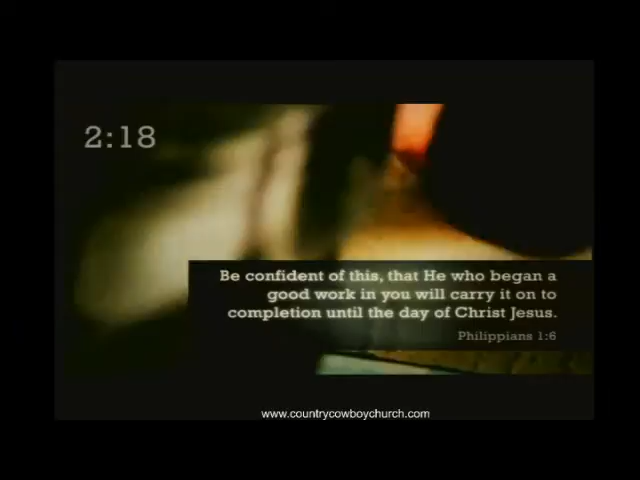 2:18
Be confident of this, that He who began a
good work in you will carry it on to
completion until the day of Christ Jesus.
Philippians 1:6
www.countrycowboychurch.com